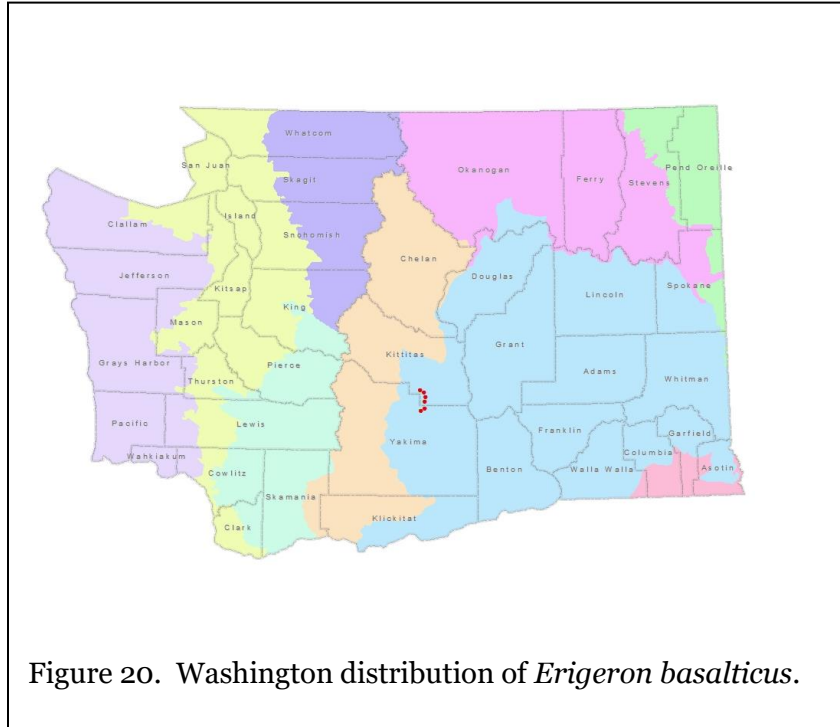 Whatcom
San Juan
Okanogan
Pend Oreille
Ferry
Stevens
Skagit
Island
Clallam
Snohomish
Chelan
Jefferson
Douglas
Kitsap
Lincoln
Spokane
King
Mason
Grant
Kittitas
Grays Harbor
Pierce
Adams
Whitman
Thurston
Pacific
Lewis
Yakima
Franklin
Garfield
Columbia
Wahkiakum
Cowlitz
Benton
Walla Walla
Asotin
Skamania
Klickitat
Clark
Figure 20. Washington distribution of Erigeron basalticus.